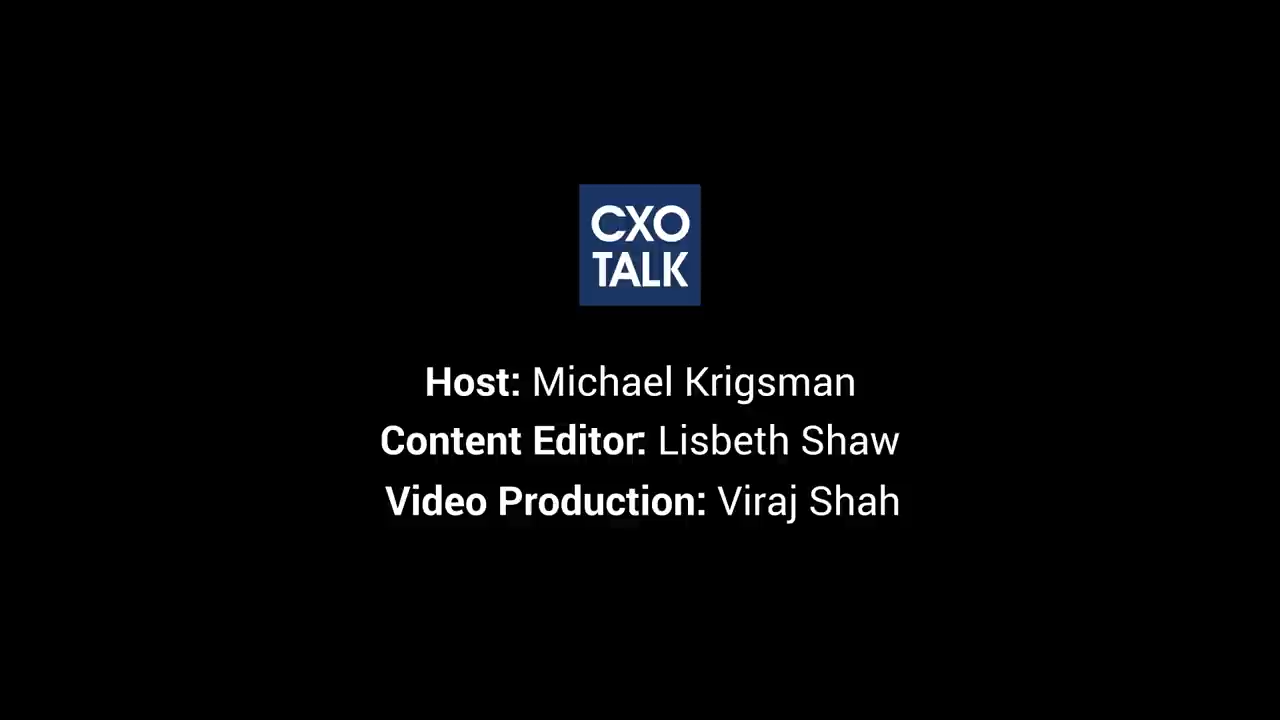 CXO
TALK
Host: Michael Krigsman
Content Editor: Lisbeth Shaw
Video Production: Viraj Shah